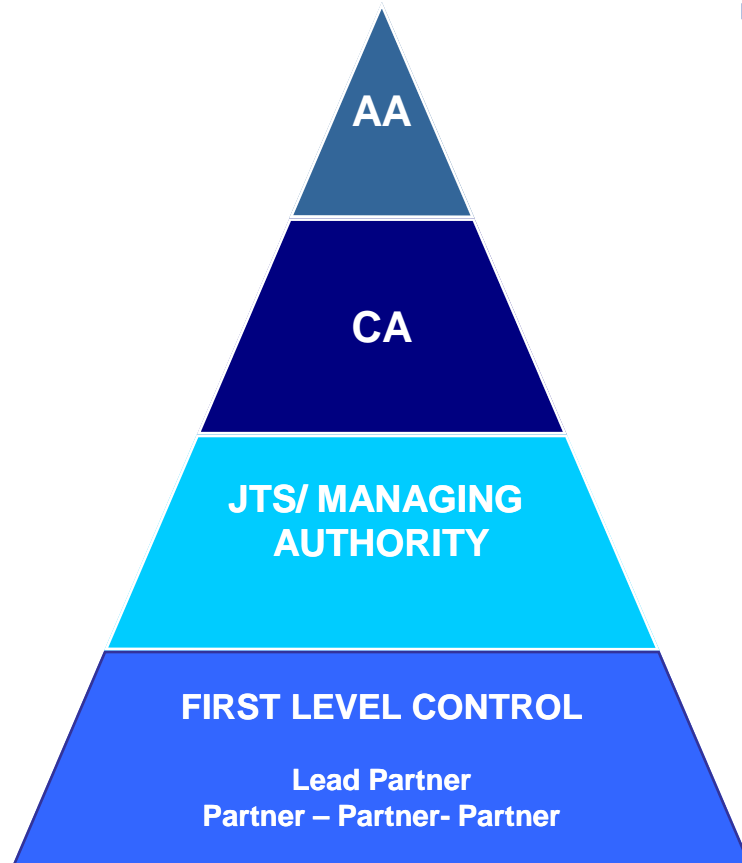 AA
CA
JTS/ MANAGING
AUTHORITY
FIRST LEVEL CONTROL
Lead Partner
Partner – Partner- Partner